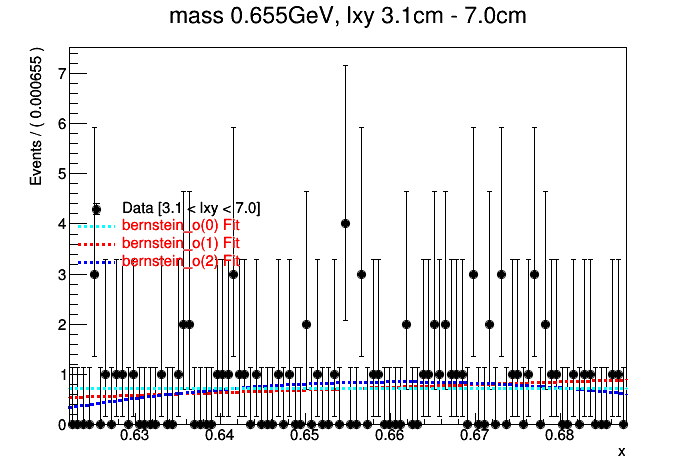 mass 0.655GeV, lxy 3.1cm - 7.0cm
Events / ( 0.000655 )
7
6
5
4
3
2
1
0
Data [3.1 < lxy < 7.0]
bernstein_o(0) Fit
bernstein_o(1) Fit
bernstein_o(2) Fit
0.63 0.64 0.65 0.66 0.67 0.68
x